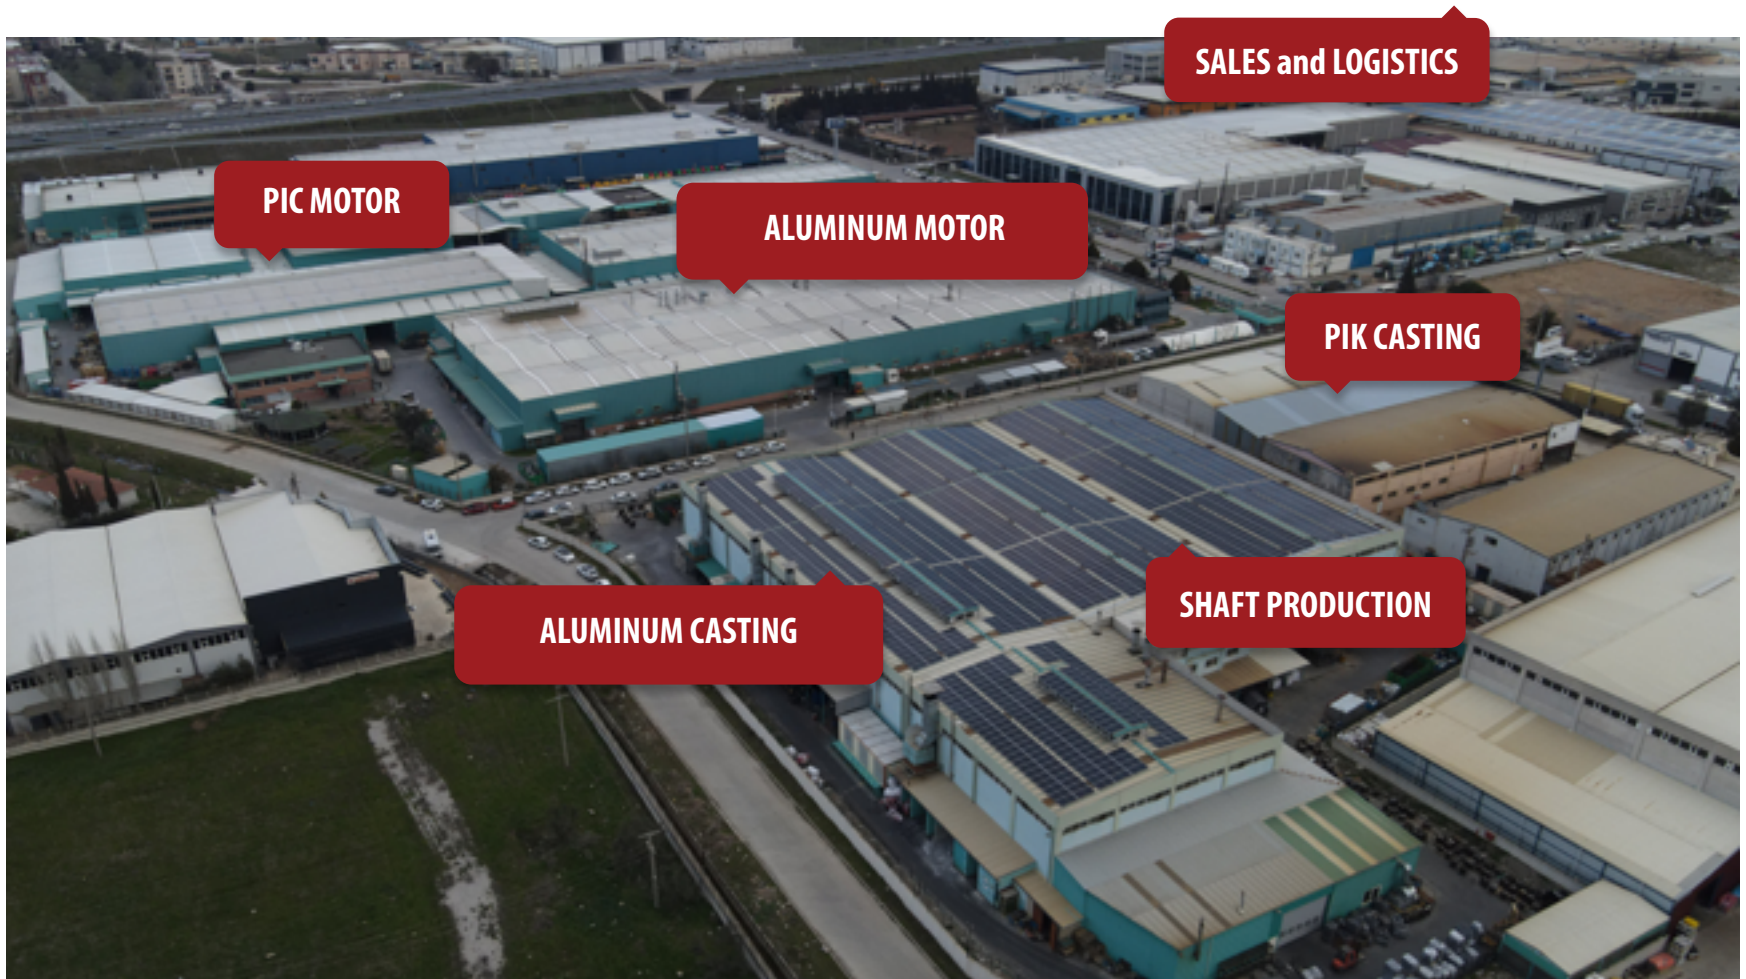 SALES and LOGISTICS
PIC MOTOR
ALUMINUM MOTOR
PIK CASTING
ALUMINUM CASTING
SHAFT PRODUCTION